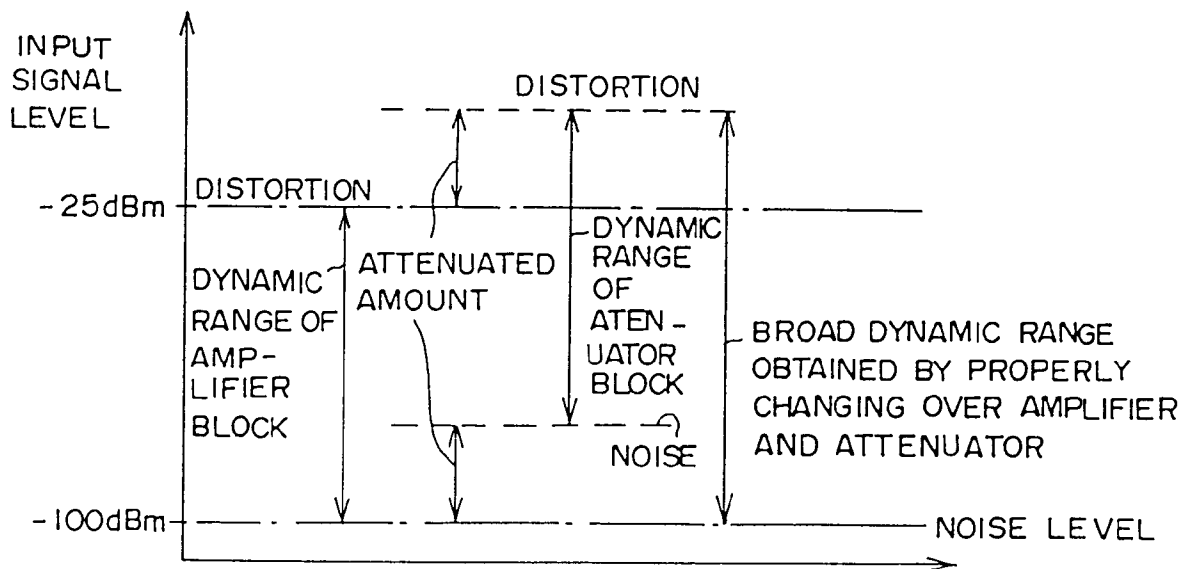 INPUT
SIGNAL
LEVEL
DISTORTION
DISTORTION
-25dBm
DYNAMIC
RANGE OF
AMP-
LIFIER
BLOCK
ATTENUATED
AMOUNT
DYNAMIC
RANGE
OF
ATEN-
UATOR
BLOCK
BROAD DYNAMIC RANGE
OBTAINED BY PROPERLY
CHANGING OVER AMPLIFIER
AND ATTENUATOR
NOISE
-100dBm
NOISE LEVEL